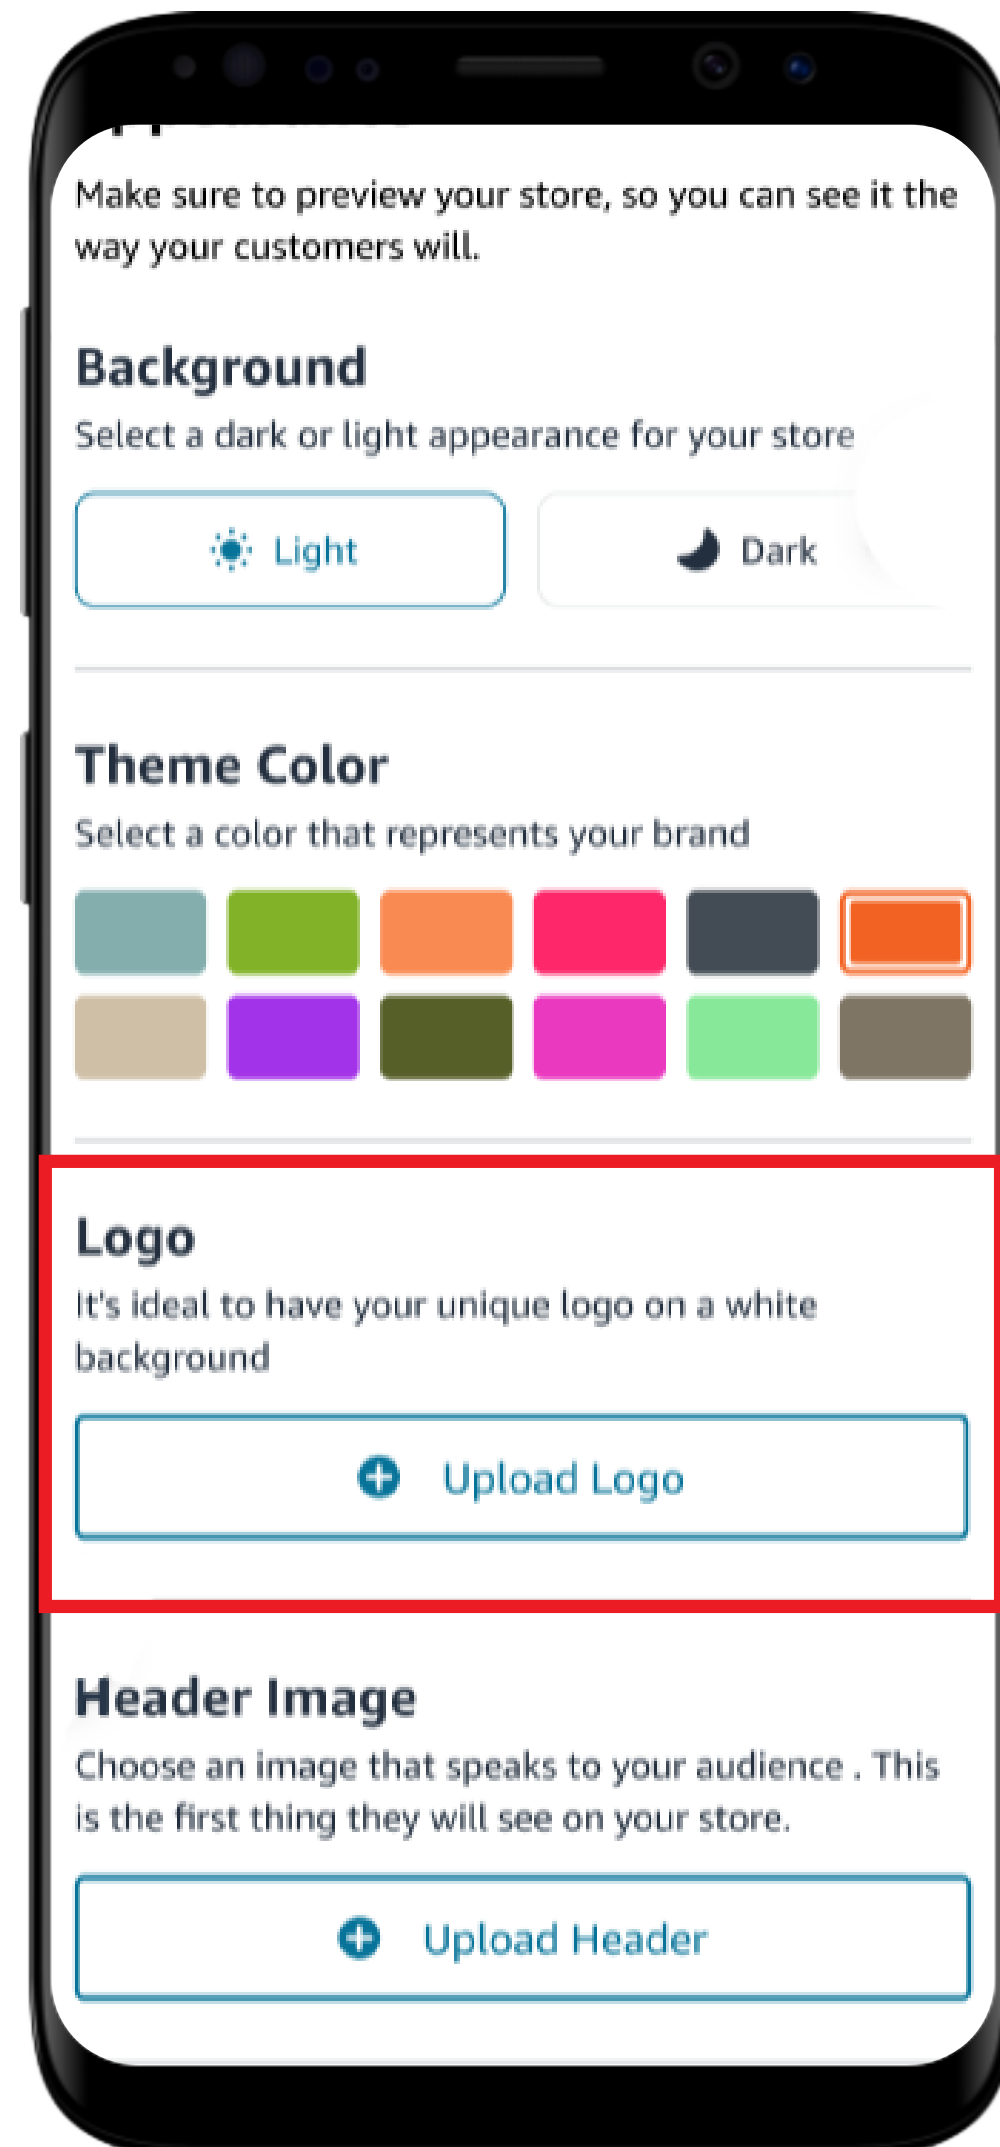 Make sure to preview your store, so you can see it the
way your customers will.
Background
Select a dark or light appearance for your store
Light
Dark
Theme Color
Select a color that represents your brand
Logo
It's ideal to have your unique logo on a white
background
Upload Logo
Header Image
Choose an image that speaks to your audience . This
is the first thing they will see on your store.
Upload Header